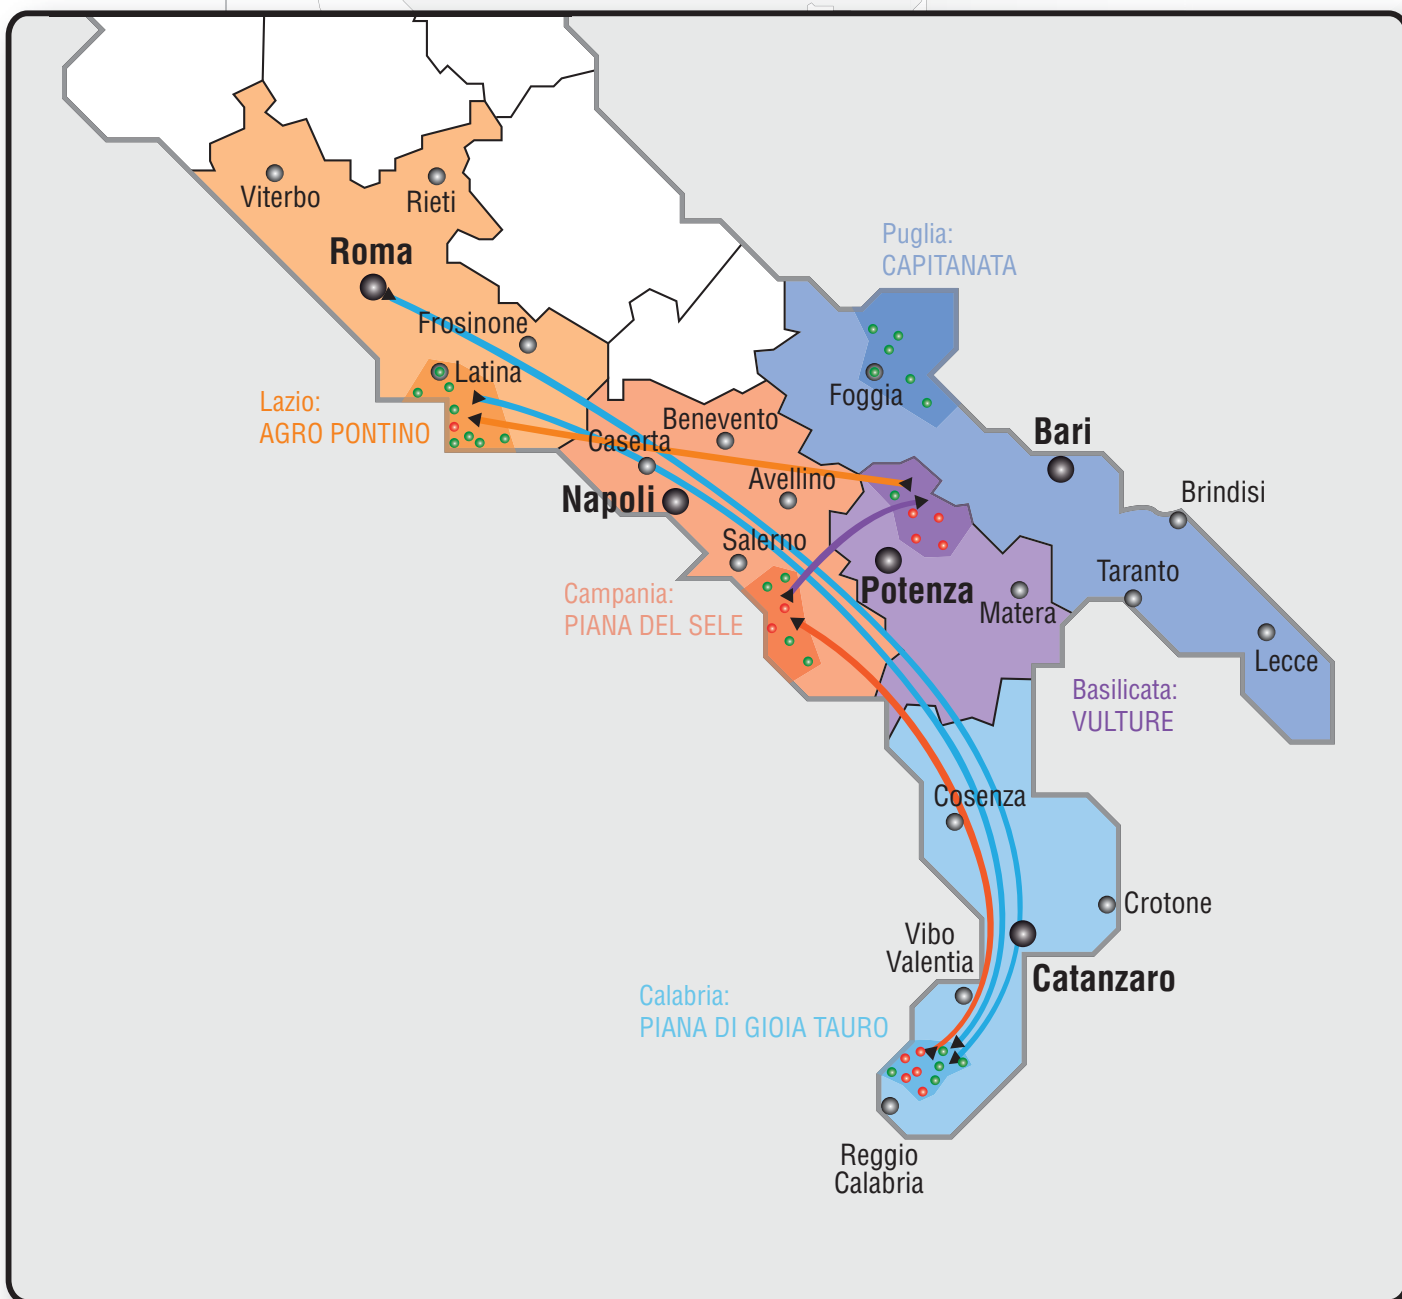 Viterbo
Rieti
Roma
Puglia:
CAPITANATA
Frosinone
Latina
Foggia
Lazio:
AGRO PONTINO
Benevento
Caserta
Bari
Avellino
Napoli
Brindisi
Salerno
Taranto
Potenza
Campania:
PIANA DEL SELE
Matera
Lecce
Basilicata:
VULTURE
Cosenza
Crotone
Vibo
Valentia
Catanzaro
Calabria:
PIANA DI GIOIA TAURO
Reggio
Calabria